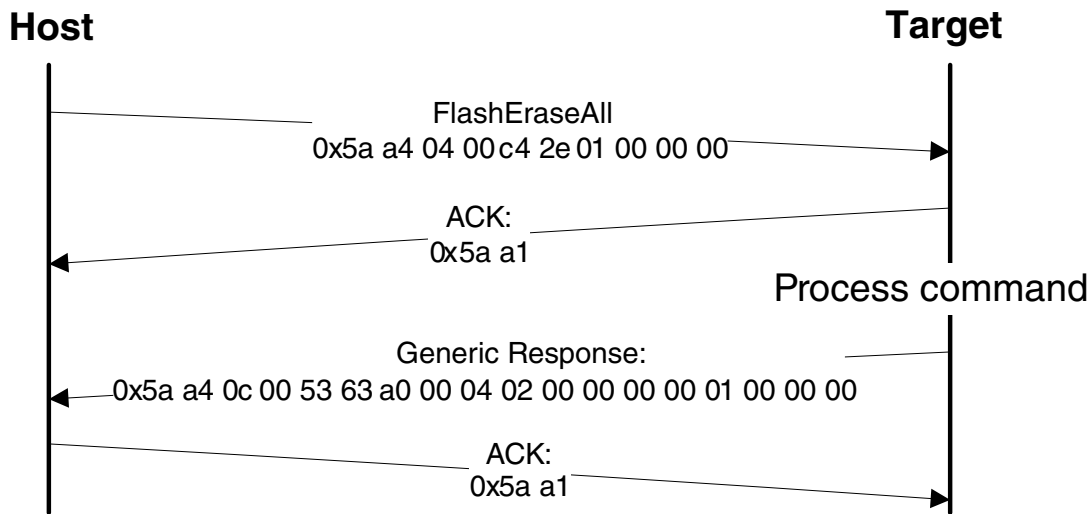 Host
Target
FlashEraseAll
0x5a a4 04 00 c4 2e 01 00 00 00
ACK:
0x5a a1
Process command
Generic Response:
0x5a a4 0c 00 53 63 a0 00 04 02 00 00 00 00 01 00 00 00
ACK:
0x5a a1